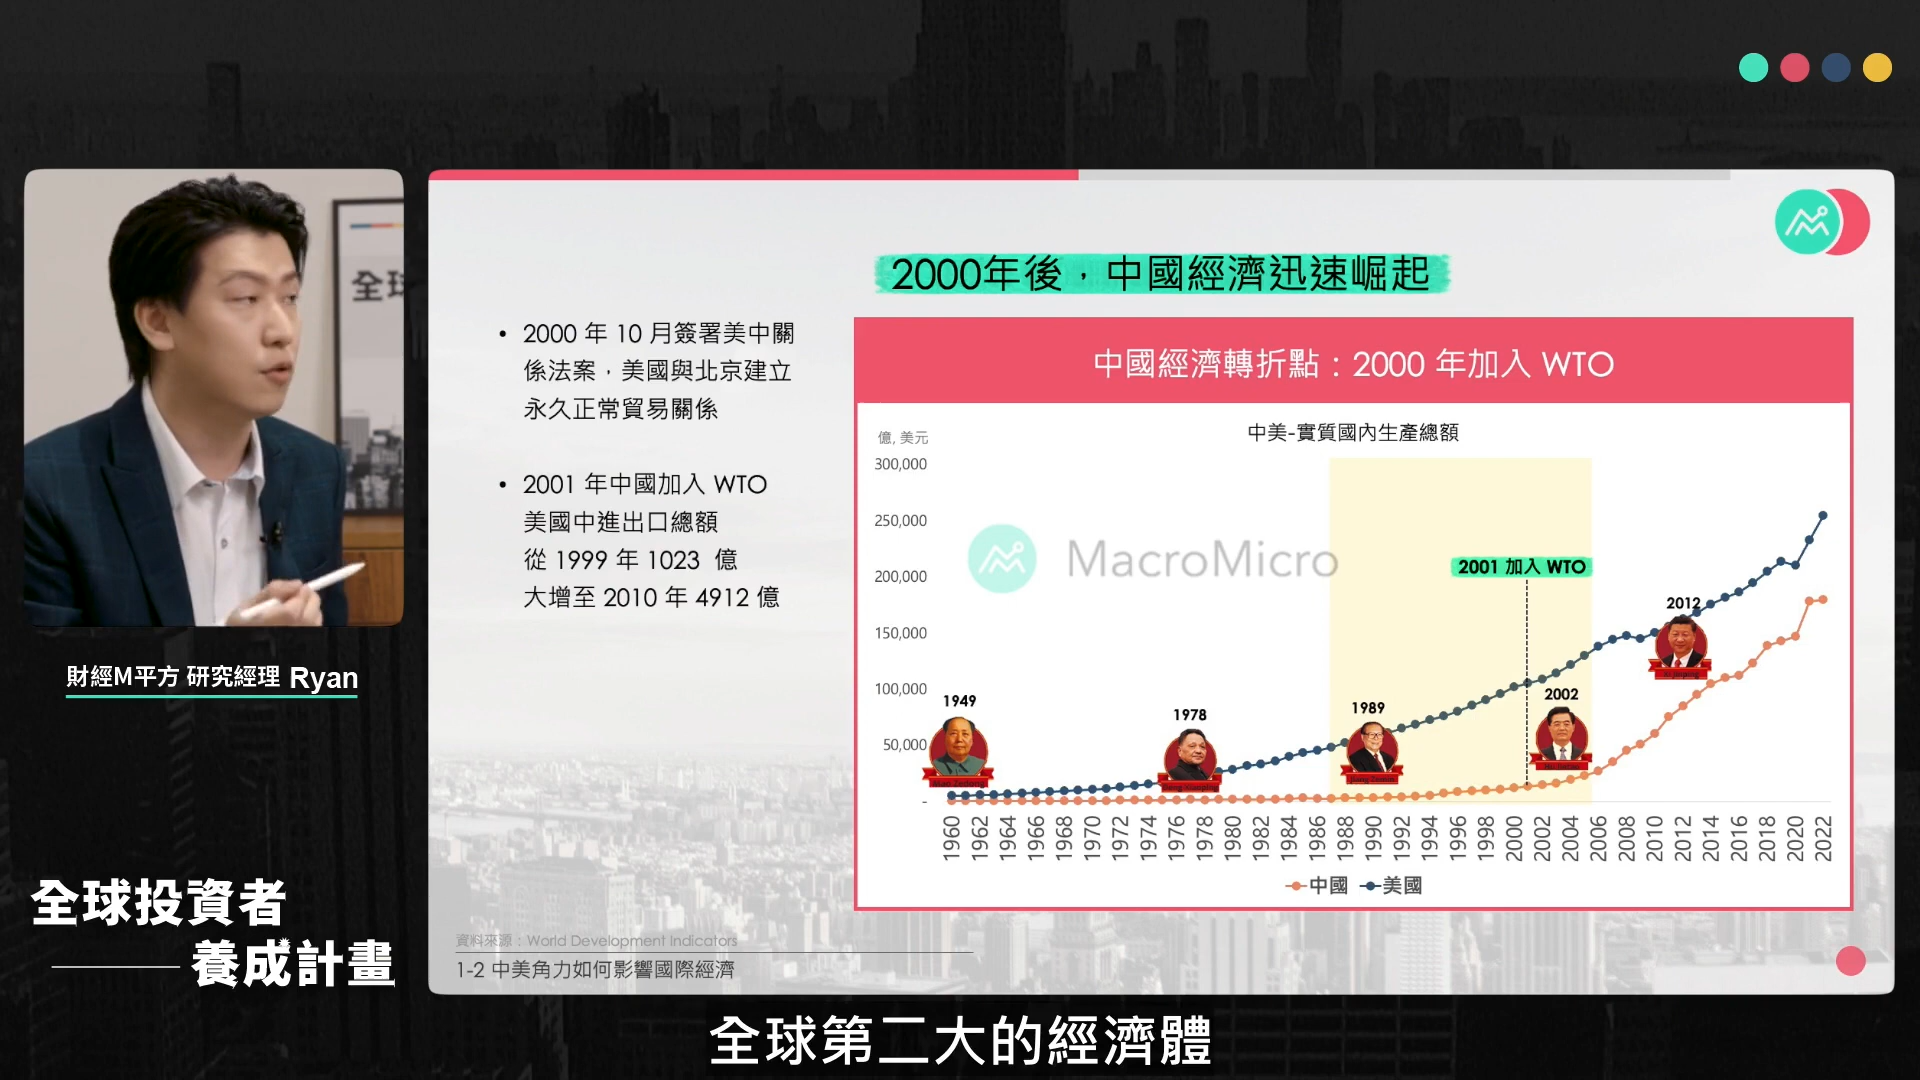 全球
財經M平方 研究經理 Ryan
全球投資者
養成計畫
2000年後，中國經濟迅速崛起
• 2000 年 10 月簽署美中關
係法案，美國與北京建立
永久正常貿易關係
• 2001 年中國加入 WTO
美國中進出口總額
從 1999 年 1023 億
大增至 2010 年 4912 億
中國經濟轉折點：2000 年加入 WTO
中美-實質國內生產總額
億, 美元
300,000
250,000
200,000
150,000
100,000
50,000
-
MacroMicro
2001 加入 WTO
1949
1978
1989
2002
2012
1960 1962 1964 1966 1968 1970 1972 1974 1976 1978 1980 1982 1984 1986 1988 1990 1992 1994 1996 1998 2000 2002 2004 2006 2008 2010 2012 2014 2016 2018 2020 2022
中國 美國
資料來源：World Development Indicators
1-2 中美角力如何影響國際經濟
全球第二大的經濟體